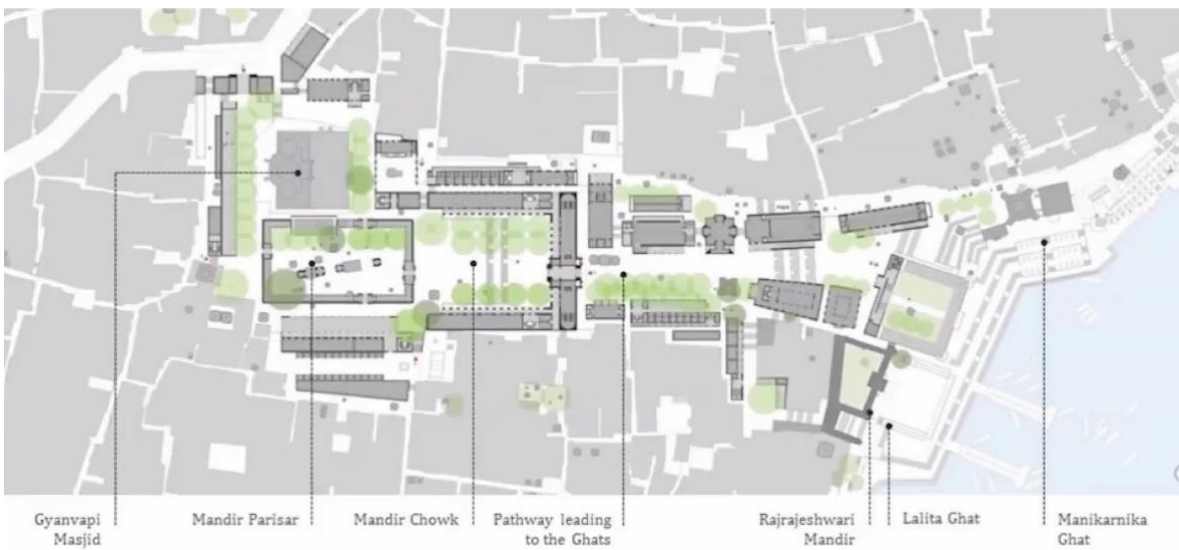 Gyanvapi
Masjid
Mandir Parisar
Mandir Chowk
Pathway leading
to the Ghats
Rajrajeshwari
Mandir
Lalita Ghat
Manikarnika
Ghat